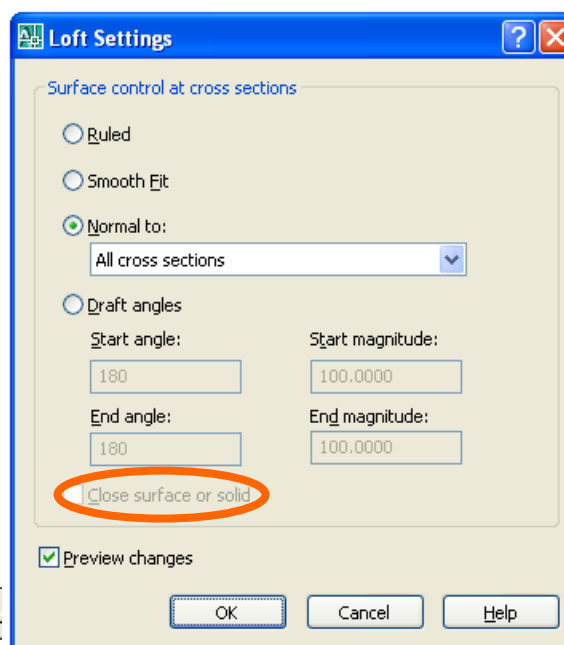 Loft Settings
Surface control at cross sections
Ruled
Smooth Fit
Normal to:
All cross sections
Draft angles
Start angle: Start magnitude:
180 100.0000
End angle: End magnitude:
180 100.0000
Close surface or solid
Preview changes
OK Cancel Help